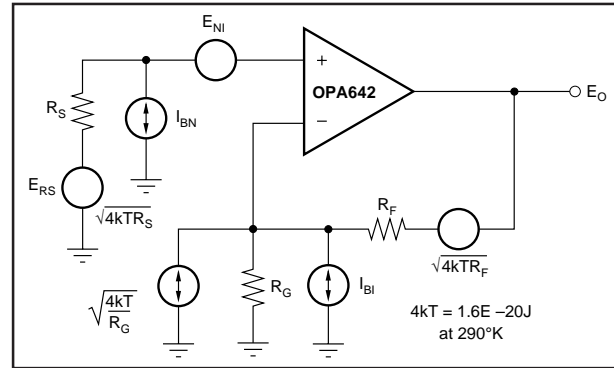 E_NI
+
OPA642
−
E_O
R_S
I_BN
E_RS
√4kTR_S
R_F
√4kTR_F
√4kT/R_G
R_G
I_BI
4kT = 1.6E –20J
at 290°K